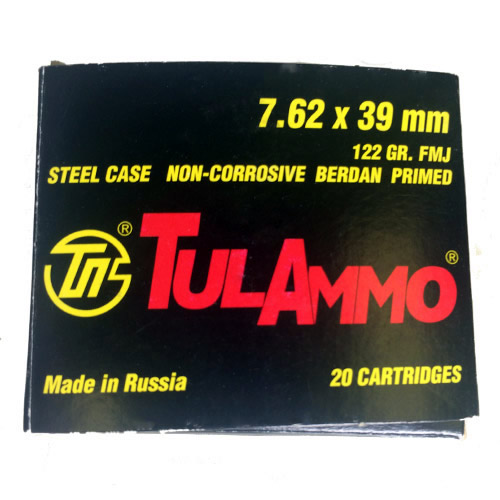 7.62 x 39 mm
122 GR. FMJ
STEEL CASE NON-CORROSIVE BERDAN PRIMED
® TULAMMO®
Made in Russia
20 CARTRIDGES